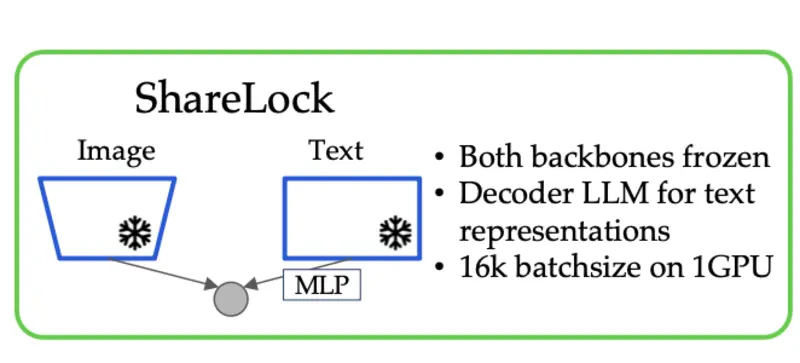 ShareLock
Image
Text
MLP
• Both backbones frozen
• Decoder LLM for text
representations
• 16k batchsize on 1GPU